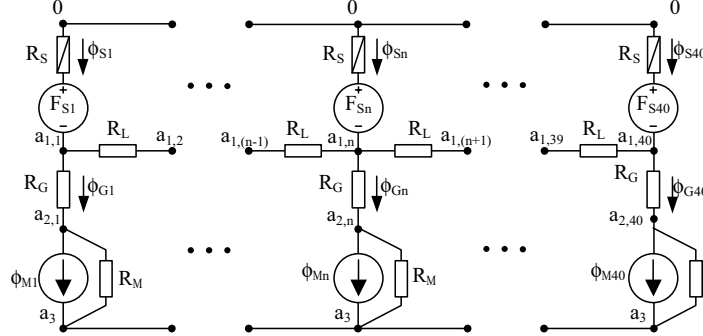 0 0 0
R_S ϕ_S1 R_S ϕ_Sn R_S ϕ_S40
+ + +
F_S1 F_Sn F_S40
− − −
a_1,1 R_L a_1,2 a_1,(n-1) R_L a_1,n R_L a_1,(n+1) a_1,39 R_L a_1,40
R_G ϕ_G1 R_G ϕ_Gn R_G ϕ_G40
a_2,1 a_2,n a_2,40
ϕ_M1 R_M ϕ_Mn R_M ϕ_M40
a_3 a_3 a_3